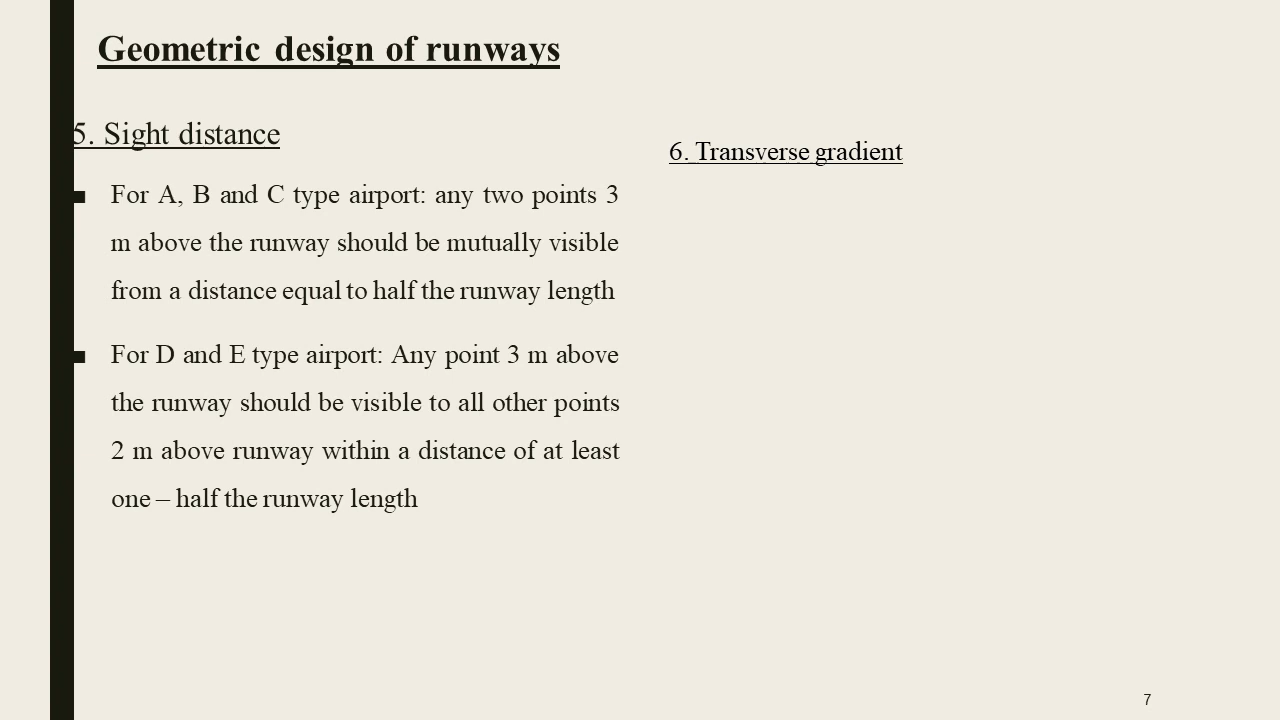 Geometric design of runways
5. Sight distance
■ For A, B and C type airport: any two points 3
m above the runway should be mutually visible
from a distance equal to half the runway length
■ For D and E type airport: Any point 3 m above
the runway should be visible to all other points
2 m above runway within a distance of at least
one – half the runway length
6. Transverse gradient
7